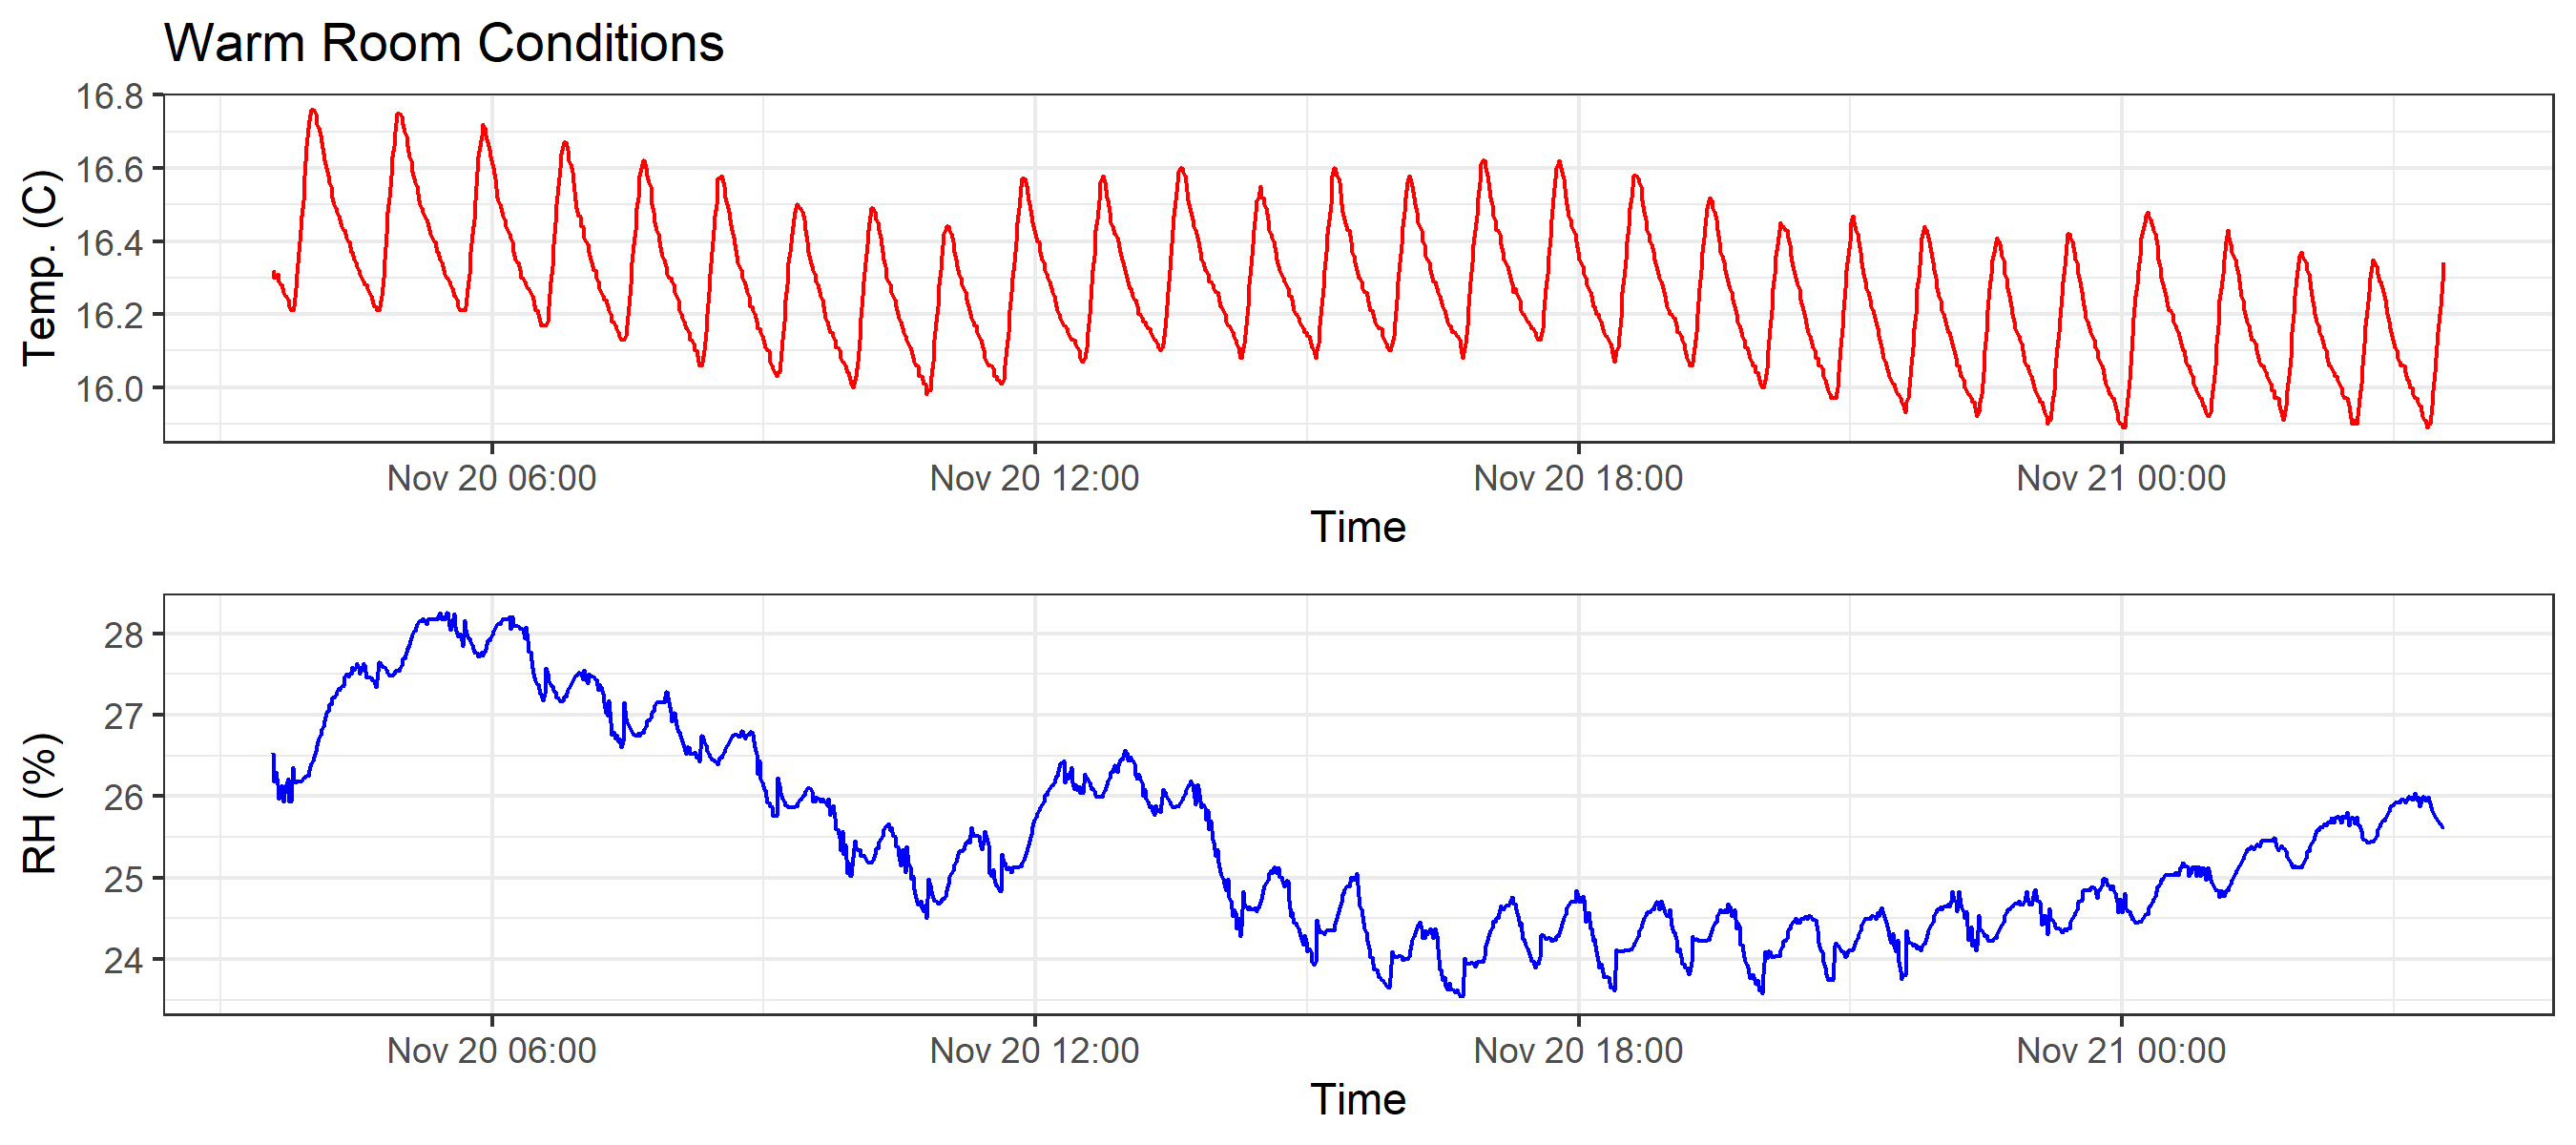 Warm Room Conditions
Temp. (C)
16.8
16.6
16.4
16.2
16.0
Nov 20 06:00 Nov 20 12:00 Nov 20 18:00 Nov 21 00:00
Time
RH (%)
28
27
26
25
24
Nov 20 06:00 Nov 20 12:00 Nov 20 18:00 Nov 21 00:00
Time